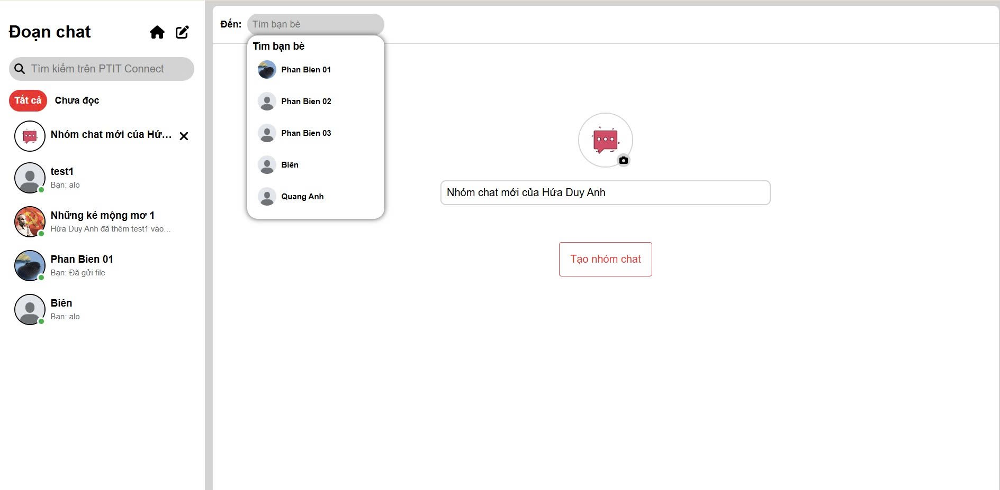 Đoạn chat
Tìm kiếm trên PTIT Connect
Tất cả
Chưa đọc
Nhóm chat mới của Hứ...
test1
Bạn: alo
Những kẻ mộng mơ 1
Hứa Duy Anh đã thêm test1 vào...
Phan Bien 01
Bạn: Đã gửi file
Biên
Bạn: alo
Đến:
Tìm bạn bè
Tìm bạn bè
Phan Bien 01
Phan Bien 02
Phan Bien 03
Biên
Quang Anh
Nhóm chat mới của Hứa Duy Anh
Tạo nhóm chat